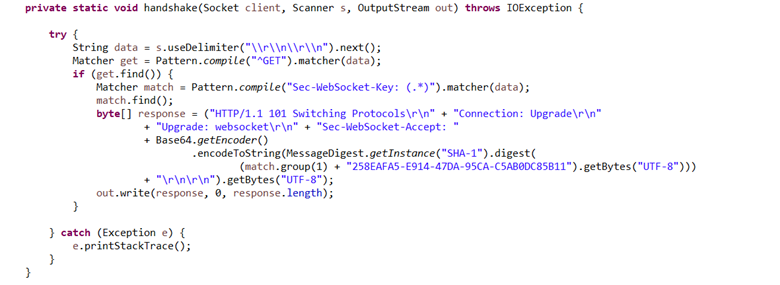 private static void handshake(Socket client, Scanner s, OutputStream out) throws IOException {
try {
String data = s.useDelimiter("\\r\\n\\r\\n").next();
Matcher get = Pattern.compile("^GET").matcher(data);
if (get.find()) {
Matcher match = Pattern.compile("Sec-WebSocket-Key: (.*)").matcher(data);
match.find();
byte[] response = ("HTTP/1.1 101 Switching Protocols\r\n" + "Connection: Upgrade\r\n"
+ "Upgrade: websocket\r\n" + "Sec-WebSocket-Accept: "
+ Base64.getEncoder()
.encodeToString(MessageDigest.getInstance("SHA-1").digest(
(match.group(1) + "258EAFA5-E914-47DA-95CA-C5AB0DC85B11").getBytes("UTF-8")))
+ "\r\n\r\n").getBytes("UTF-8");
out.write(response, 0, response.length);
}
} catch (Exception e) {
e.printStackTrace();
}
}